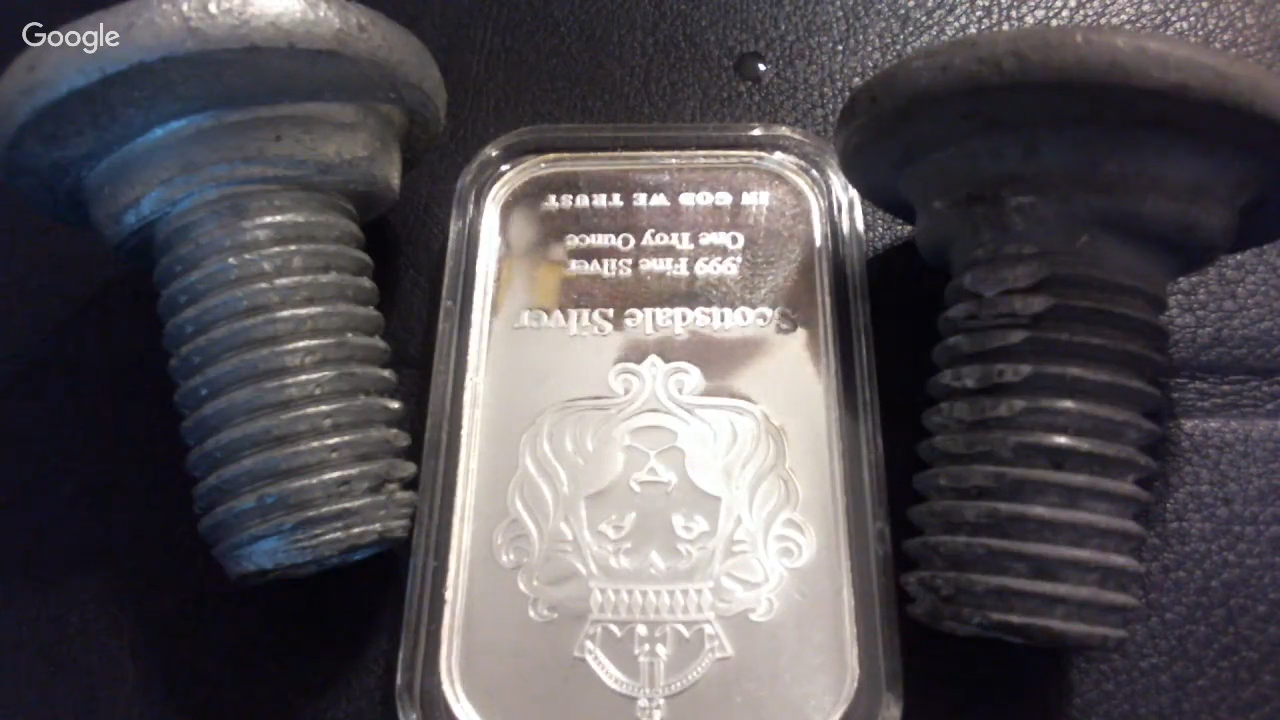 Google
Scottsdale Silver
.999 Fine Silver
One Troy Ounce
IN GOD WE TRUST